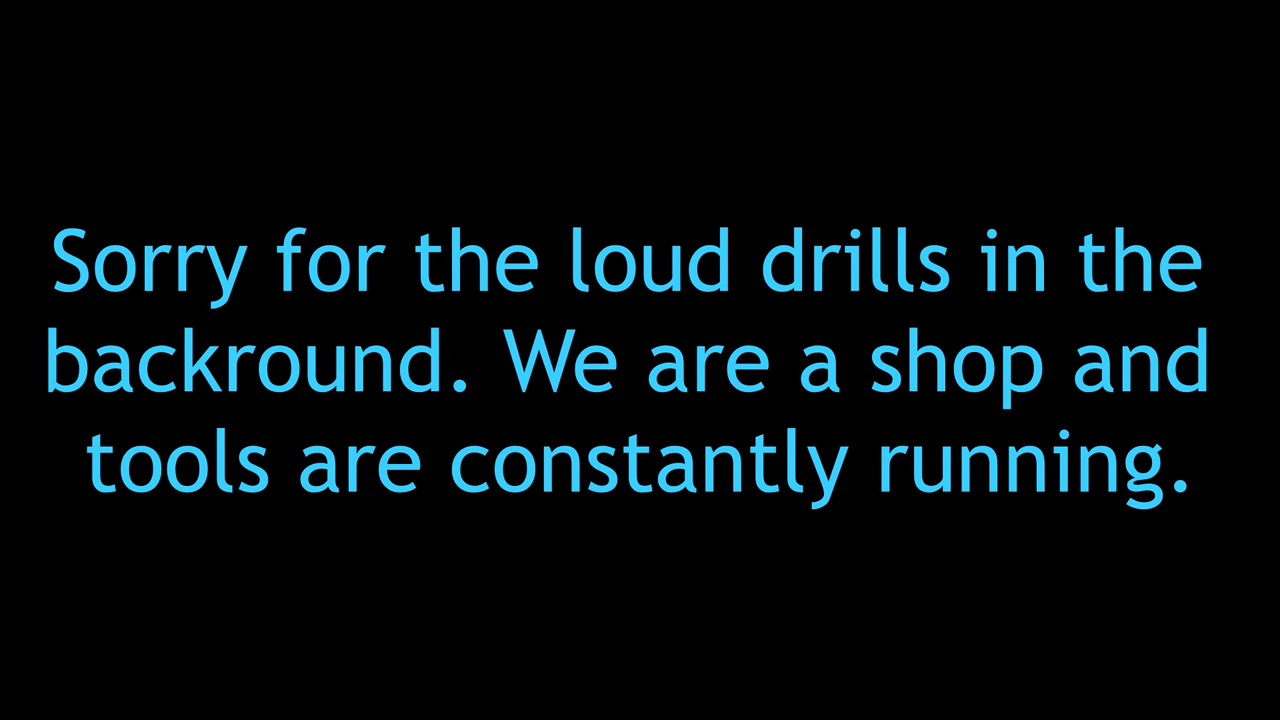 Sorry for the loud drills in the
backround. We are a shop and
tools are constantly running.